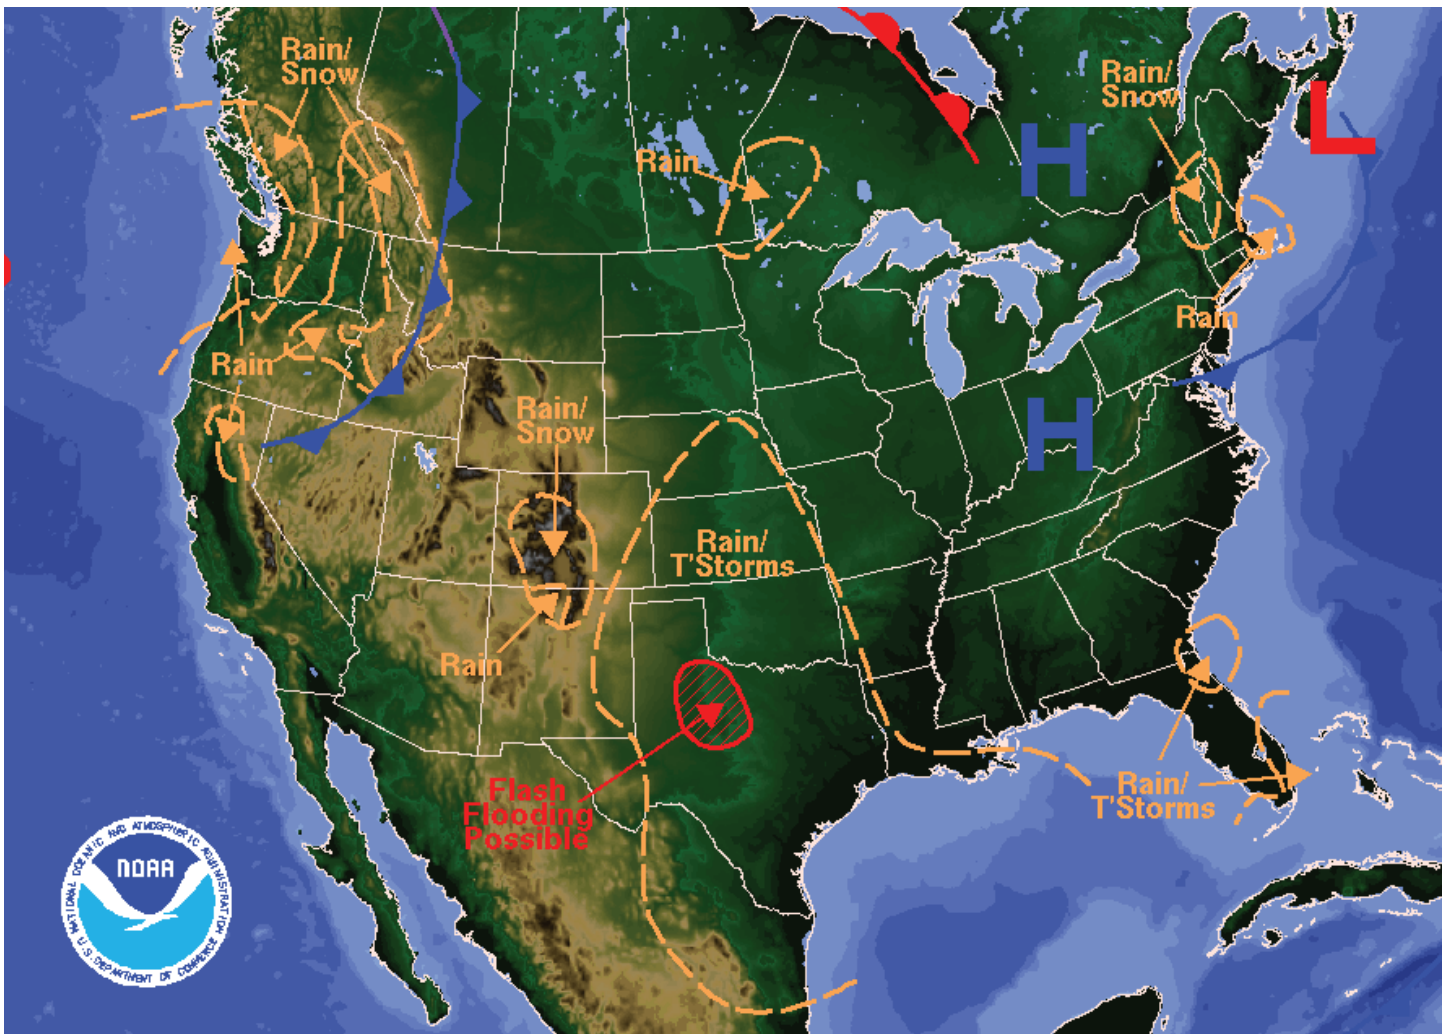 Rain/
Snow
Rain/
Snow
L
H
Rain
Rain
Rain
H
Rain/
Snow
Rain/
T'Storms
Rain
Flash
Flooding
Possible
Rain/
T'Storms
NATIONAL OCEANIC AND ATMOSPHERIC ADMINISTRATION
NOAA
U.S. DEPARTMENT OF COMMERCE